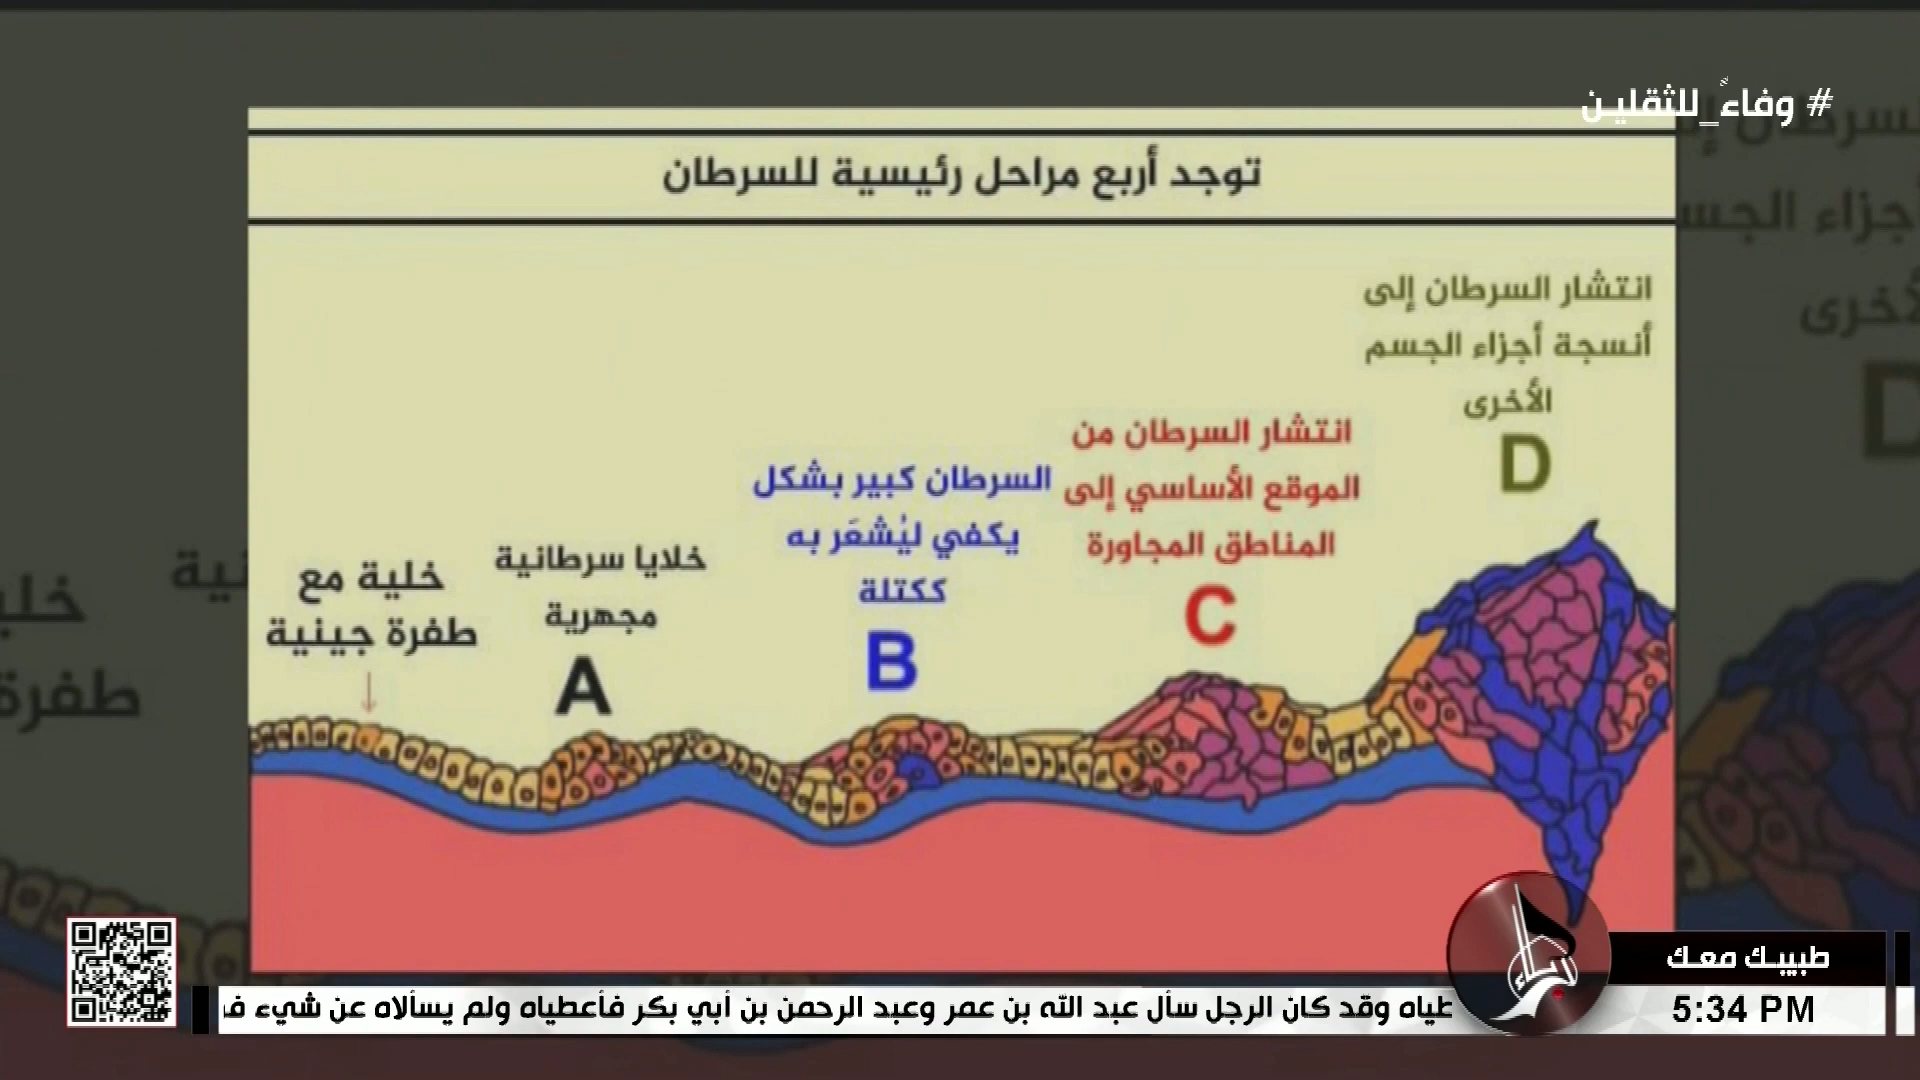 # وفاءً_للثقلين
توجد أربع مراحل رئيسية للسرطان
انتشار السرطان إلى
أنسجة أجزاء الجسم
الأخرى
D
انتشار السرطان من
الموقع الأساسي إلى
المناطق المجاورة
C
السرطان كبير بشكل
يكفي ليُشعَر به
ككتلة
B
خلايا سرطانية
مجهرية
A
خلية مع
طفرة جينية
طبيبك معك
5:34 PM
طياه وقد كان الرجل سأل عبد الله بن عمر وعبد الرحمن بن أبي بكر فأعطياه ولم يسألاه عن شيء